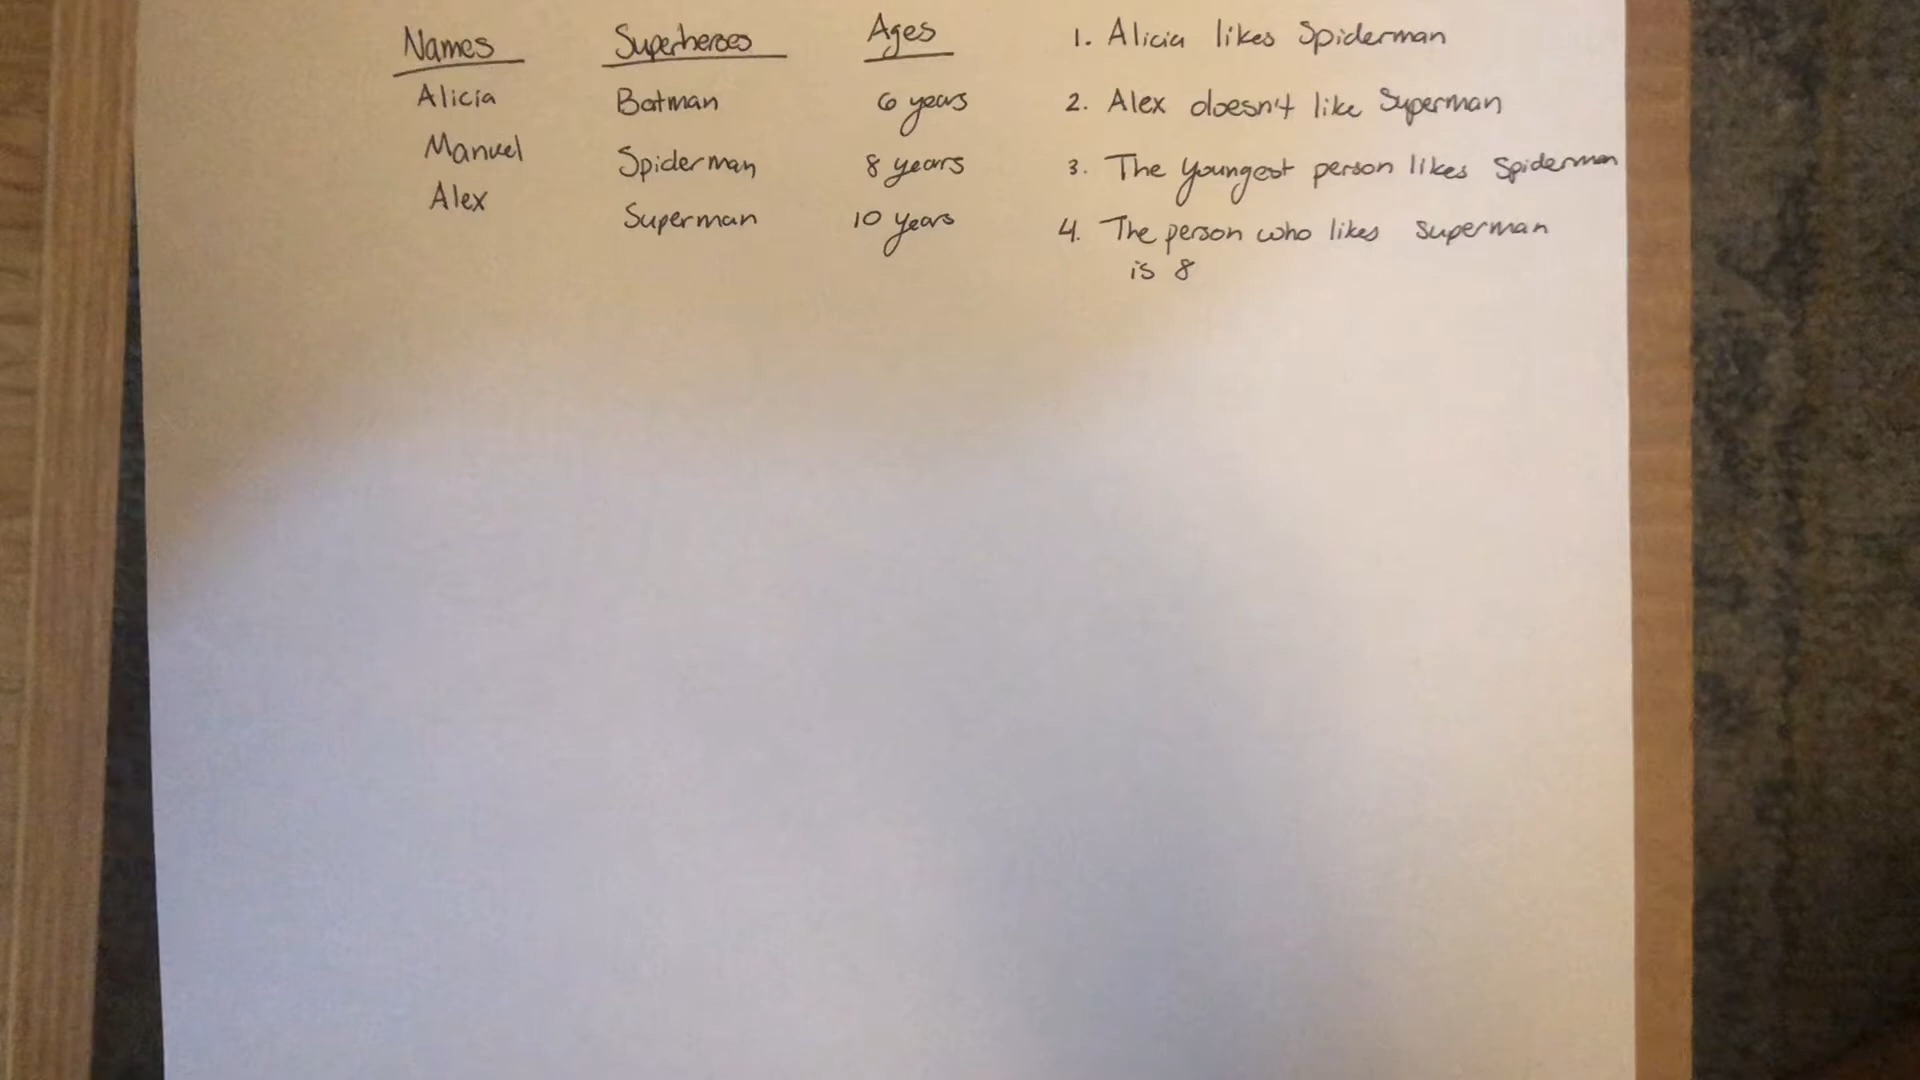 Names Superheroes Ages
Alicia Batman 6 years
Manuel Spiderman 8 years
Alex Superman 10 years
1. Alicia likes Spiderman
2. Alex doesn't like Superman
3. The youngest person likes Spiderman
4. The person who likes superman
is 8